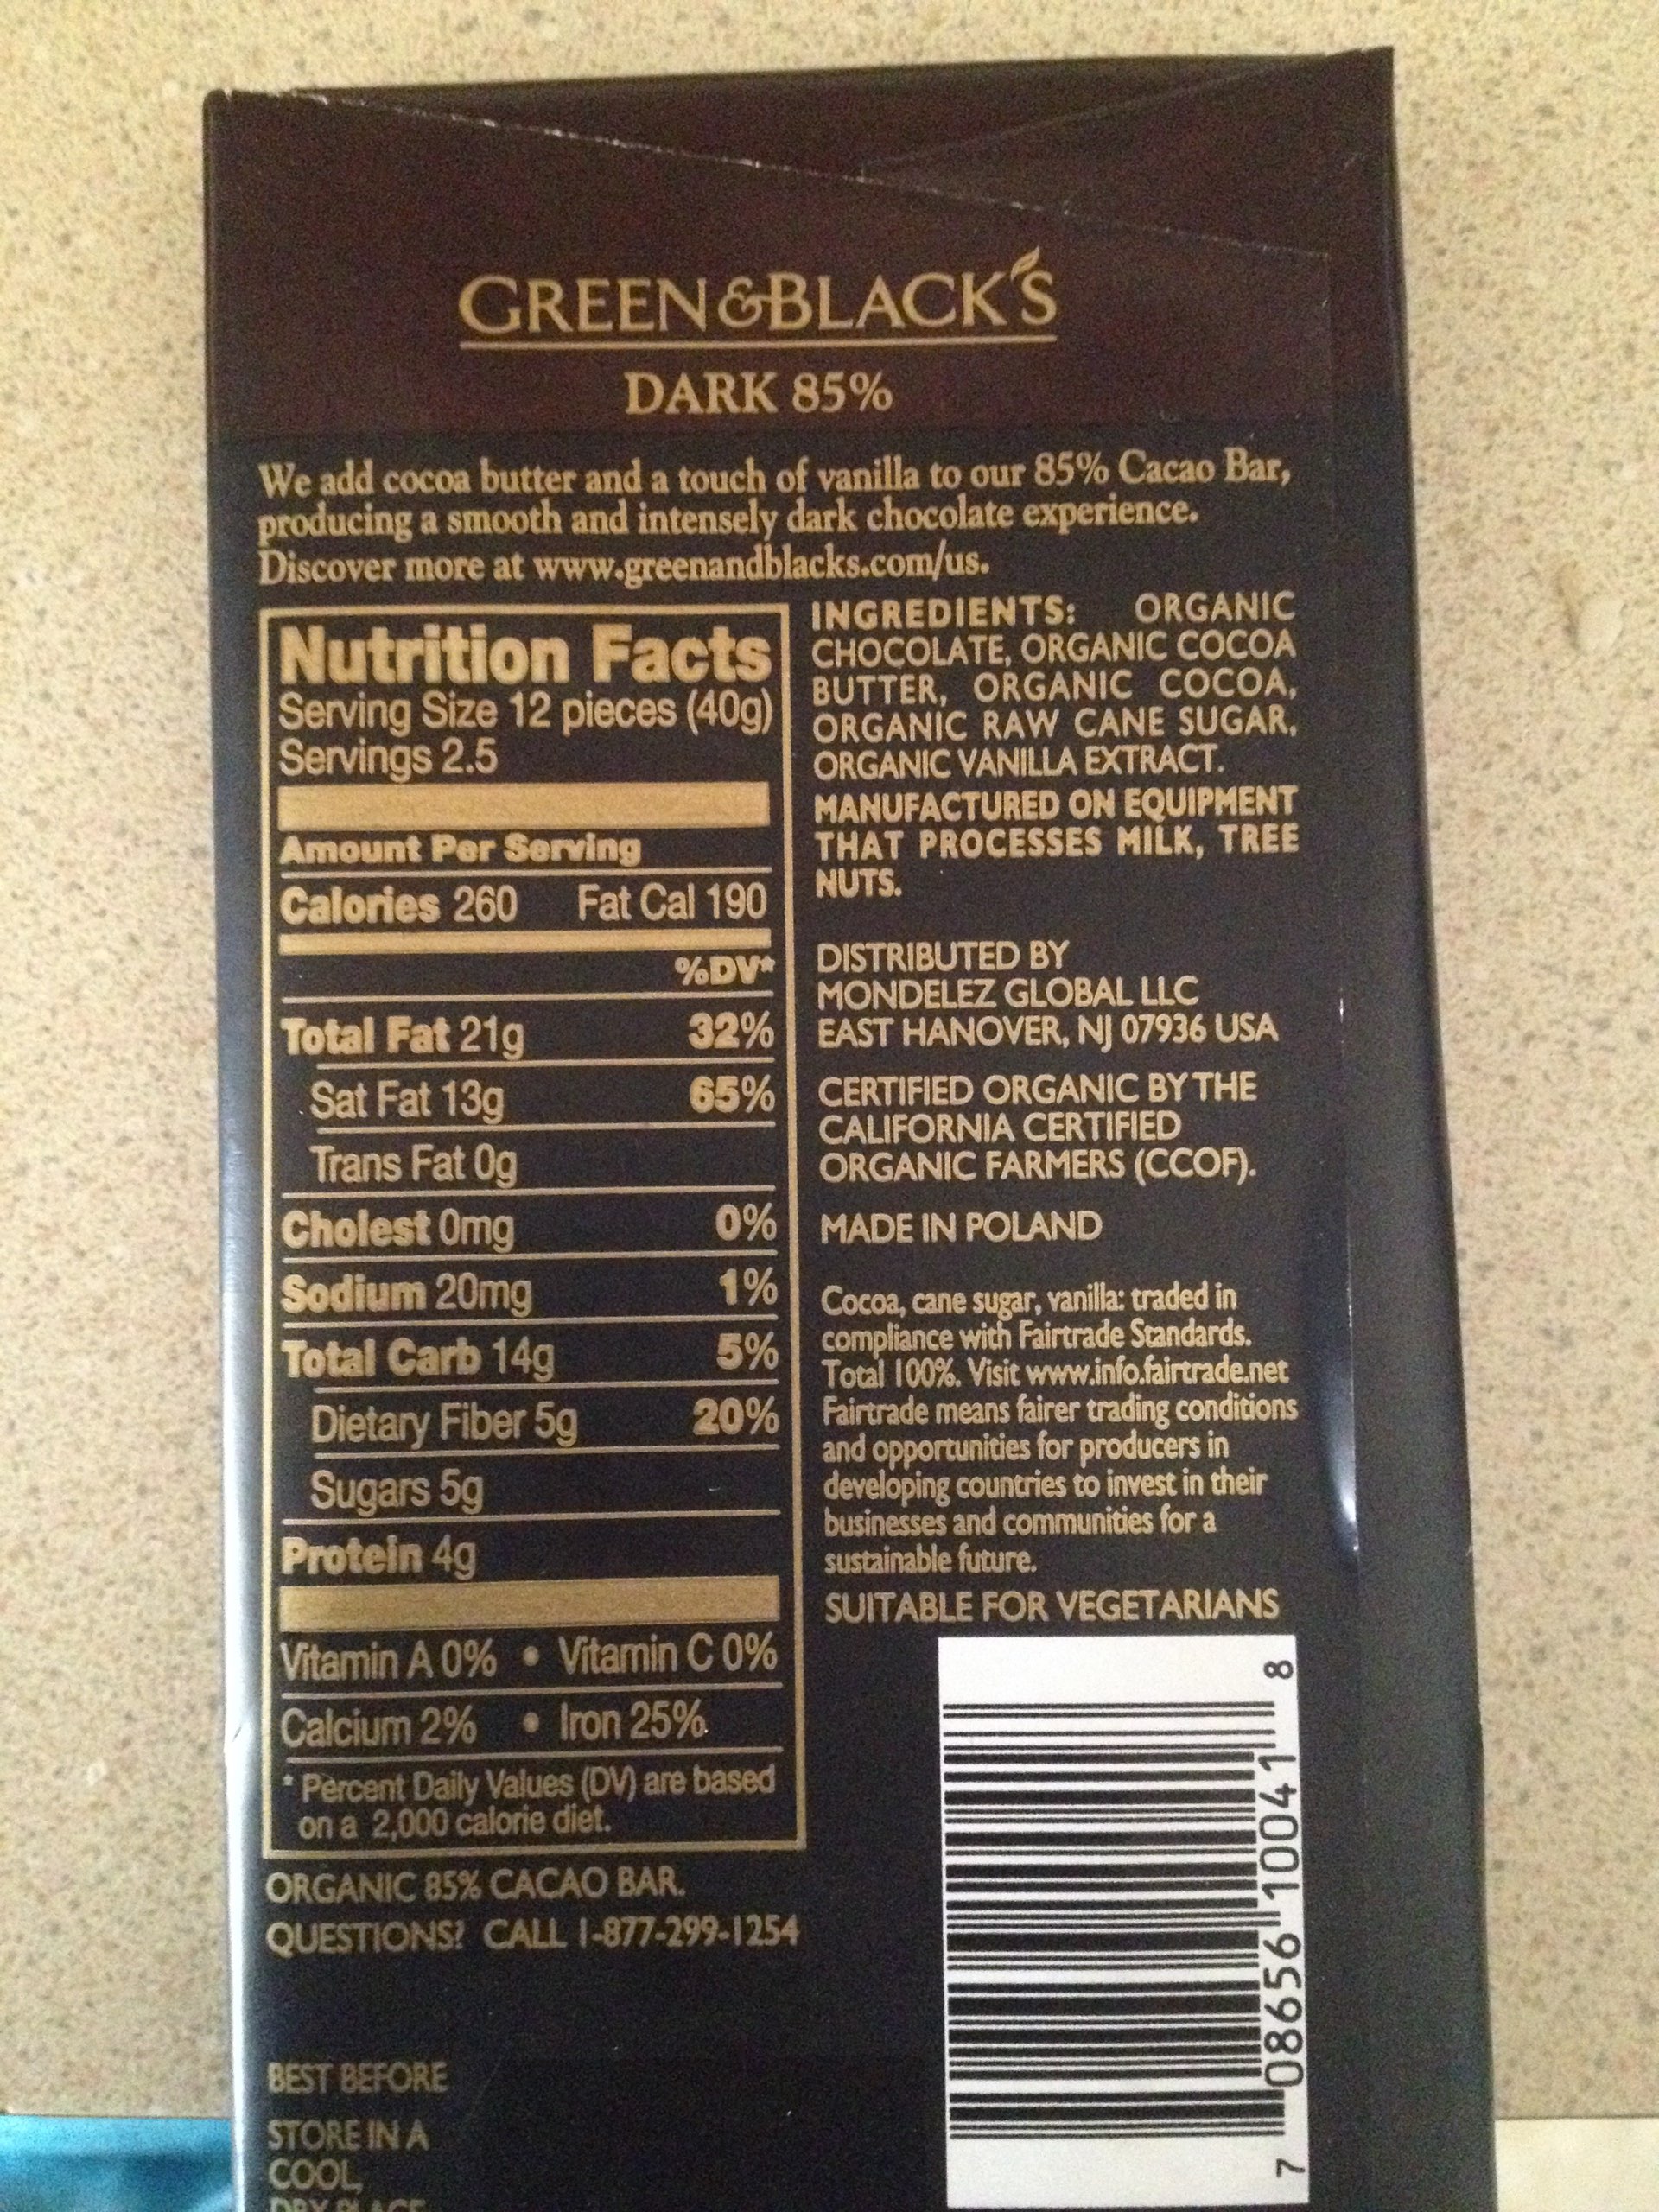 GREEN&BLACK'S
DARK 85%
We add cocoa butter and a touch of vanilla to our 85% Cacao Bar,
producing a smooth and intensely dark chocolate experience.
Discover more at www.greenandblacks.com/us.
Nutrition Facts
Serving Size 12 pieces (40g)
Servings 2.5
Amount Per Serving
Calories 260 Fat Cal 190
%DV*
Total Fat 21g 32%
Sat Fat 13g 65%
Trans Fat 0g
Cholest 0mg 0%
Sodium 20mg 1%
Total Carb 14g 5%
Dietary Fiber 5g 20%
Sugars 5g
Protein 4g
Vitamin A 0% • Vitamin C 0%
Calcium 2% • Iron 25%
* Percent Daily Values (DV) are based
on a 2,000 calorie diet.
ORGANIC 85% CACAO BAR.
QUESTIONS? CALL 1-877-299-1254
BEST BEFORE
STORE IN A
COOL,
DRY PLACE
INGREDIENTS: ORGANIC
CHOCOLATE, ORGANIC COCOA
BUTTER, ORGANIC COCOA,
ORGANIC RAW CANE SUGAR,
ORGANIC VANILLA EXTRACT.
MANUFACTURED ON EQUIPMENT
THAT PROCESSES MILK, TREE
NUTS.
DISTRIBUTED BY
MONDELEZ GLOBAL LLC
EAST HANOVER, NJ 07936 USA
CERTIFIED ORGANIC BY THE
CALIFORNIA CERTIFIED
ORGANIC FARMERS (CCOF).
MADE IN POLAND
Cocoa, cane sugar, vanilla: traded in
compliance with Fairtrade Standards.
Total 100%. Visit www.info.fairtrade.net
Fairtrade means fairer trading conditions
and opportunities for producers in
developing countries to invest in their
businesses and communities for a
sustainable future.
SUITABLE FOR VEGETARIANS
7 08656 10041 8